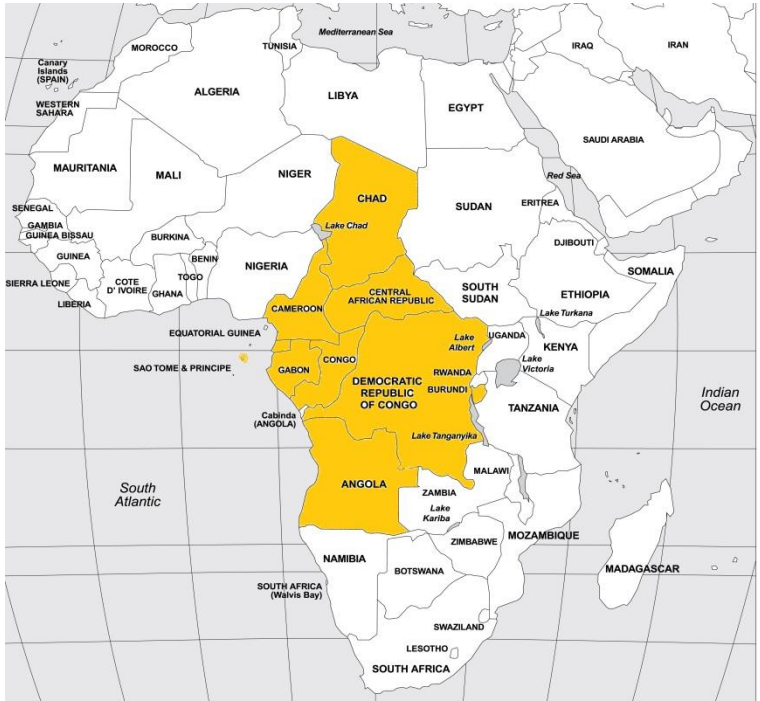 Mediterranean Sea
Canary
Islands
(SPAIN)
MOROCCO
TUNISIA
IRAQ
IRAN
ALGERIA
LIBYA
EGYPT
WESTERN
SAHARA
SAUDI ARABIA
MAURITANIA
MALI
NIGER
Red Sea
CHAD
SUDAN
ERITREA
SENEGAL
GAMBIA
GUINEA BISSAU
Lake Chad
BURKINA
DJIBOUTI
GUINEA
BENIN
NIGERIA
SOMALIA
SIERRA LEONE
COTE
D' IVOIRE
TOGO
GHANA
LIBERIA
CENTRAL
AFRICAN REPUBLIC
SOUTH
SUDAN
ETHIOPIA
CAMEROON
Lake Turkana
EQUATORIAL GUINEA
Lake
Albert
UGANDA
KENYA
SAO TOME & PRINCIPE
GABON
CONGO
Lake
Victoria
RWANDA
BURUNDI
DEMOCRATIC
REPUBLIC
OF CONGO
Indian
Ocean
TANZANIA
Cabinda
(ANGOLA)
Lake Tanganyika
MALAWI
South
Atlantic
ANGOLA
ZAMBIA
Lake
Kariba
MOZAMBIQUE
ZIMBABWE
NAMIBIA
BOTSWANA
MADAGASCAR
SOUTH AFRICA
(Walvis Bay)
SWAZILAND
LESOTHO
SOUTH AFRICA